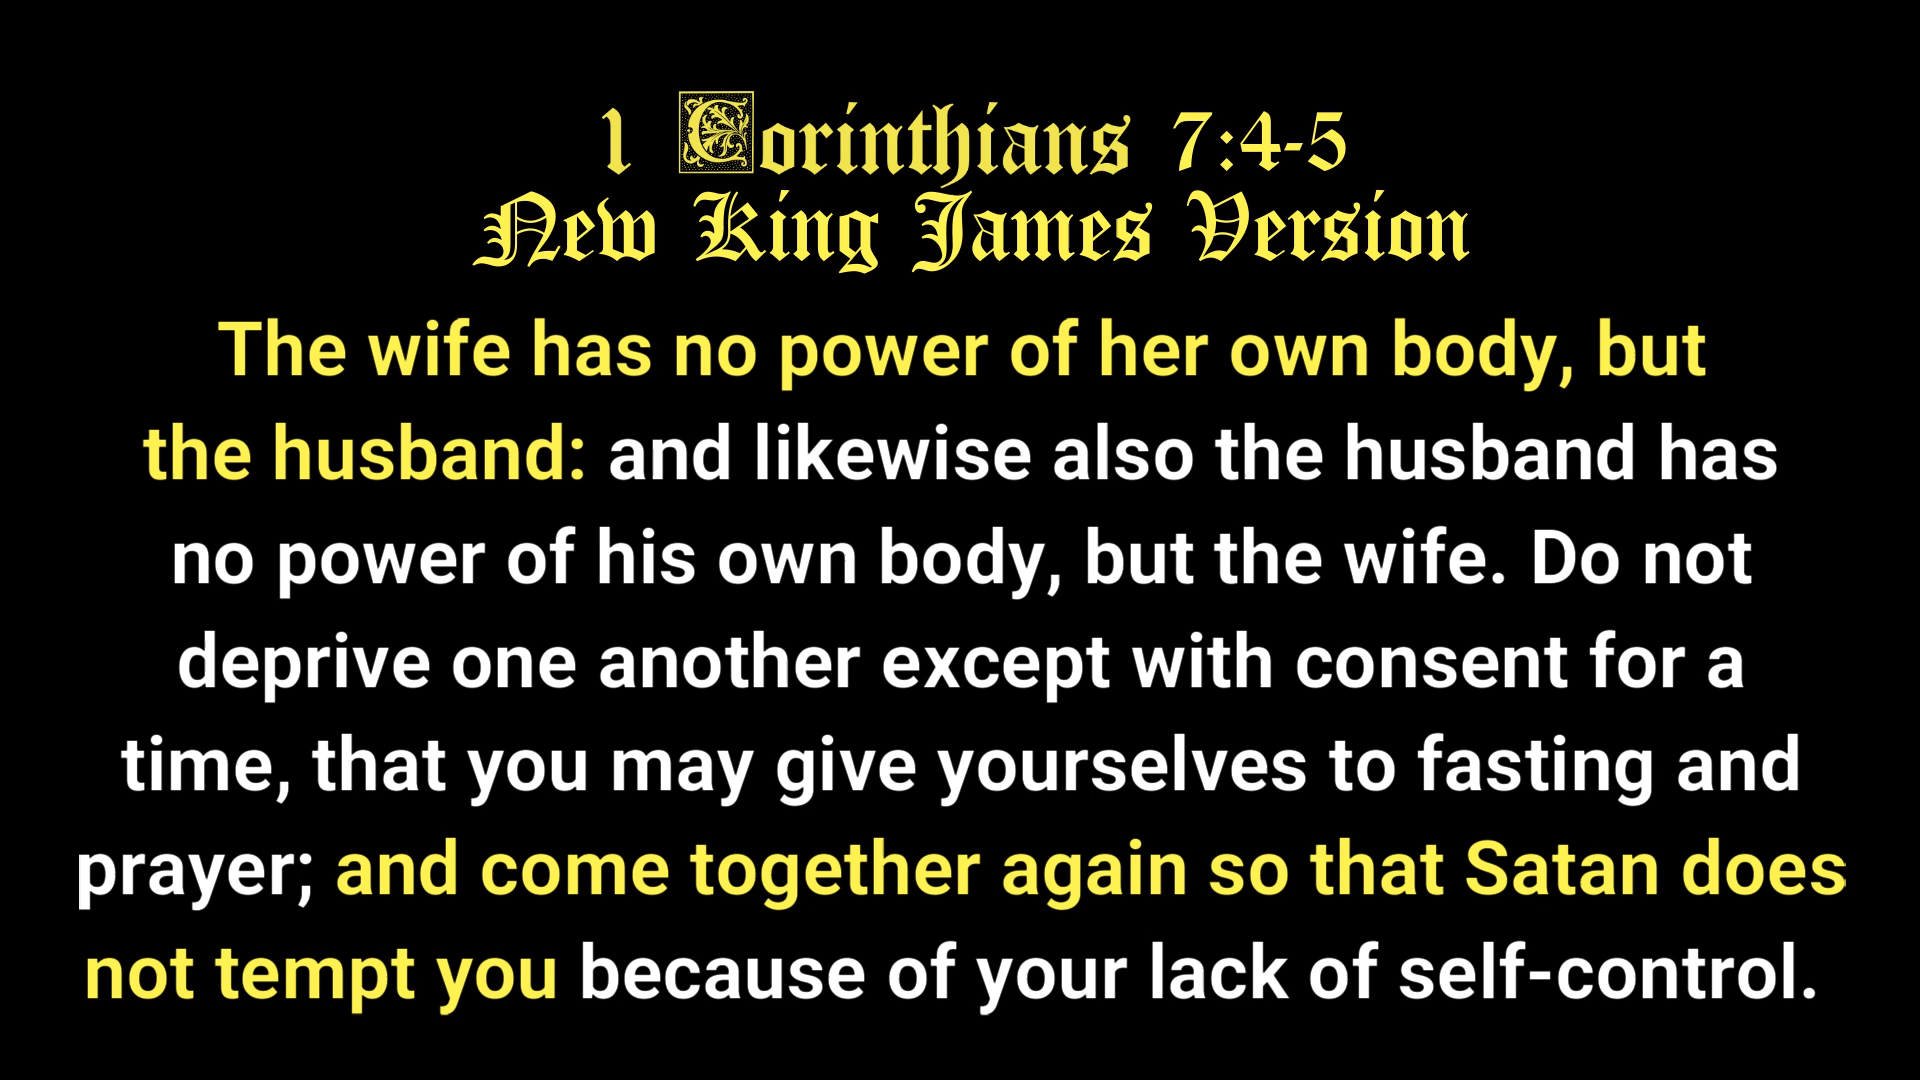 1 Corinthians 7:4-5
New King James Version
The wife has no power of her own body, but
the husband: and likewise also the husband has
no power of his own body, but the wife. Do not
deprive one another except with consent for a
time, that you may give yourselves to fasting and
prayer; and come together again so that Satan does
not tempt you because of your lack of self-control.